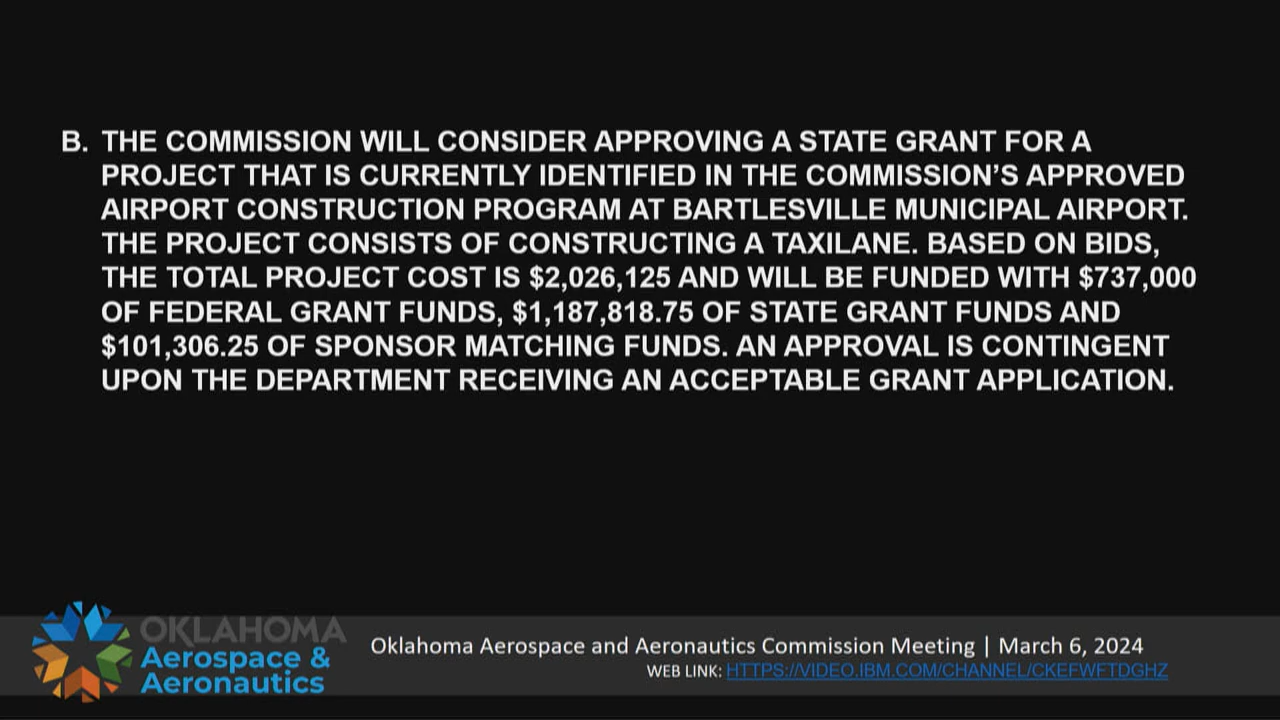 B. THE COMMISSION WILL CONSIDER APPROVING A STATE GRANT FOR A
PROJECT THAT IS CURRENTLY IDENTIFIED IN THE COMMISSION'S APPROVED
AIRPORT CONSTRUCTION PROGRAM AT BARTLESVILLE MUNICIPAL AIRPORT.
THE PROJECT CONSISTS OF CONSTRUCTING A TAXILANE. BASED ON BIDS,
THE TOTAL PROJECT COST IS $2,026,125 AND WILL BE FUNDED WITH $737,000
OF FEDERAL GRANT FUNDS, $1,187,818.75 OF STATE GRANT FUNDS AND
$101,306.25 OF SPONSOR MATCHING FUNDS. AN APPROVAL IS CONTINGENT
UPON THE DEPARTMENT RECEIVING AN ACCEPTABLE GRANT APPLICATION.
OKLAHOMA
Aerospace &
Aeronautics
Oklahoma Aerospace and Aeronautics Commission Meeting | March 6, 2024
WEB LINK: HTTPS://VIDEO.IBM.COM/CHANNEL/CKEFWFTDGHZ